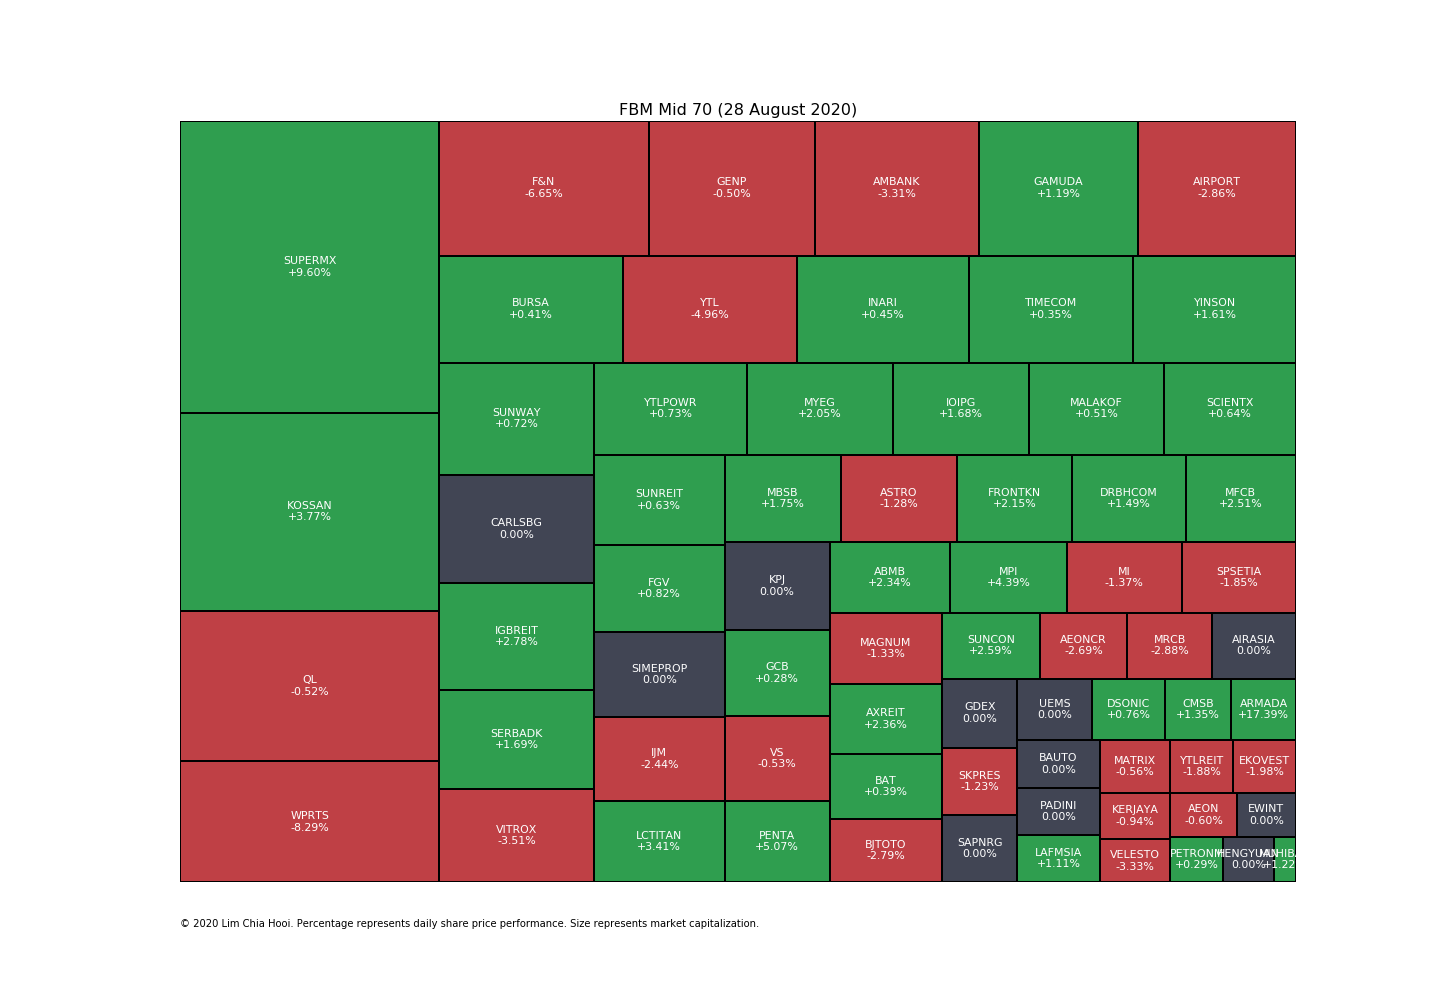 FBM Mid 70 (28 August 2020)
SUPERMX
+9.60%
KOSSAN
+3.77%
QL
-0.52%
WPRTS
-8.29%
F&N
-6.65%
GENP
-0.50%
AMBANK
-3.31%
GAMUDA
+1.19%
AIRPORT
-2.86%
BURSA
+0.41%
YTL
-4.96%
INARI
+0.45%
TIMECOM
+0.35%
YINSON
+1.61%
SUNWAY
+0.72%
CARLSBG
0.00%
IGBREIT
+2.78%
SERBADK
+1.69%
VITROX
-3.51%
YTLPOWR
+0.73%
MYEG
+2.05%
IOIPG
+1.68%
MALAKOF
+0.51%
SCIENTX
+0.64%
SUNREIT
+0.63%
FGV
+0.82%
SIMEPROP
0.00%
IJM
-2.44%
LCTITAN
+3.41%
MBSB
+1.75%
ASTRO
-1.28%
FRONTKN
+2.15%
DRBHCOM
+1.49%
MFCB
+2.51%
KPJ
0.00%
GCB
+0.28%
VS
-0.53%
PENTA
+5.07%
ABMB
+2.34%
MPI
+4.39%
MI
-1.37%
SPSETIA
-1.85%
MAGNUM
-1.33%
AXREIT
+2.36%
BAT
+0.39%
BJTOTO
-2.79%
SUNCON
+2.59%
AEONCR
-2.69%
MRCB
-2.88%
AIRASIA
0.00%
GDEX
0.00%
SKPRES
-1.23%
SAPNRG
0.00%
UEMS
0.00%
DSONIC
+0.76%
CMSB
+1.35%
ARMADA
+17.39%
BAUTO
0.00%
PADINI
0.00%
LAFMSIA
+1.11%
MATRIX
-0.56%
YTLREIT
-1.88%
EKOVEST
-1.98%
KERJAYA
-0.94%
AEON
-0.60%
EWINT
0.00%
VELESTO
-3.33%
PETRONM
+0.29%
HENGYUAN
0.00%
+1.22
© 2020 Lim Chia Hooi. Percentage represents daily share price performance. Size represents market capitalization.